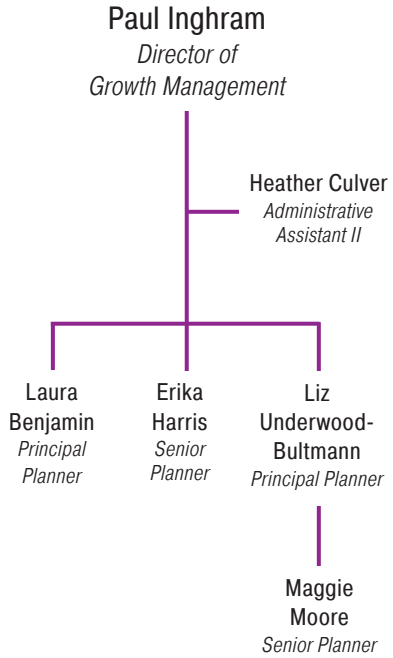 Paul Inghram
Director of
Growth Management
Heather Culver
Administrative
Assistant II
Laura
Benjamin
Principal
Planner
Erika
Harris
Senior
Planner
Liz
Underwood-
Bultmann
Principal Planner
Maggie
Moore
Senior Planner